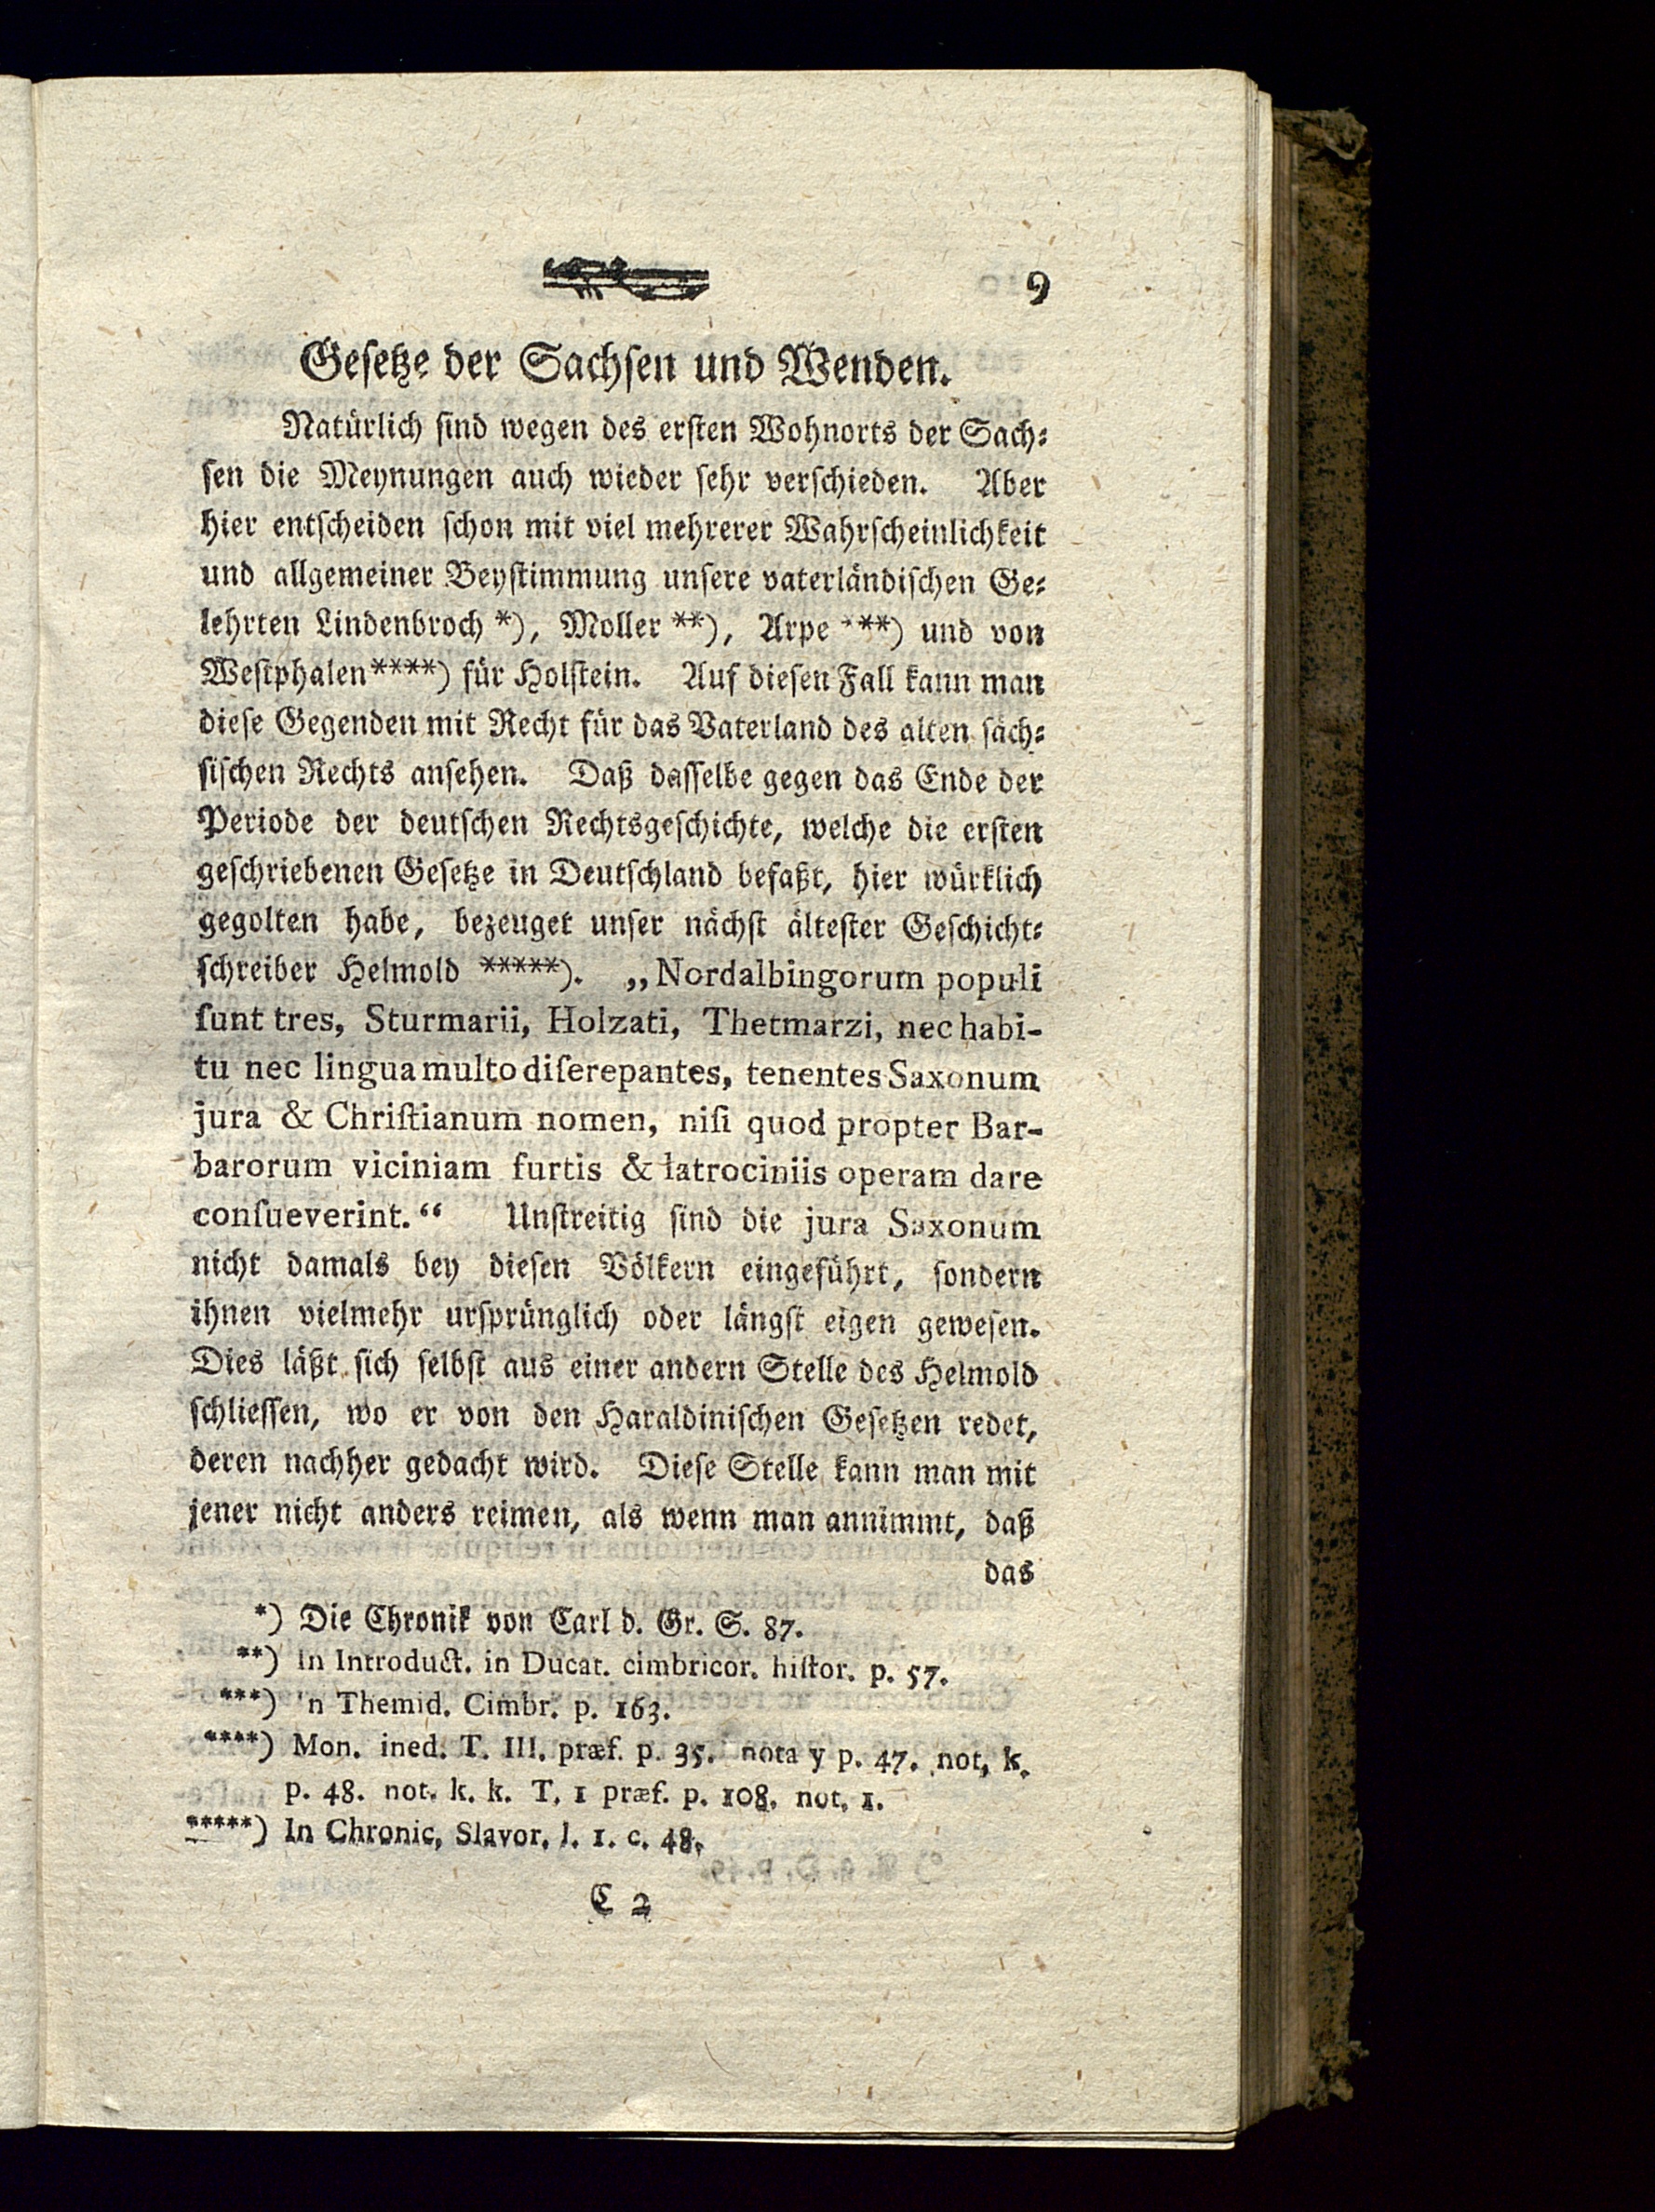 9
Gesetze der Sachsen und Wenden.
Natürlich sind wegen des ersten Wohnorts der Sach-
sen die Meynungen auch wieder sehr verschieden. Aber
hier entscheiden schon mit viel mehrerer Wahrscheinlichkeit
und allgemeiner Beystimmung unsere vaterländischen Ge-
lehrten Lindenbroch *), Moller **), Arpe ***) und von
Westphalen ****) für Holstein. Auf diesen Fall kann man
diese Gegenden mit Recht für das Vaterland des alten säch-
sischen Rechts ansehen. Daß dasselbe gegen das Ende der
Periode der deutschen Rechtsgeschichte, welche die ersten
geschriebenen Gesetze in Deutschland befaßt, hier würklich
gegolten habe, bezeuget unser nächst ältester Geschicht-
schreiber Helmold *****). „Nordalbingorum populi
ſunt tres, Sturmarii, Holzati, Thetmarzi, nec habi-
tu nec lingua multo diſerepantes, tenentes Saxonum
jura & Chriſtianum nomen, niſi quod propter Bar-
barorum viciniam furtis & latrociniis operam dare
conſueverint.“ Unstreitig sind die jura Saxonum
nicht damals bey diesen Völkern eingeführt, sondern
ihnen vielmehr ursprünglich oder längst eigen gewesen.
Dies läßt sich selbst aus einer andern Stelle des Helmold
schliessen, wo er von den Haraldinischen Gesetzen redet,
deren nachher gedacht wird. Diese Stelle kann man mit
jener nicht anders reimen, als wenn man annimmt, daß
das
*) Die Chronik von Carl d. Gr. S. 87.
**) in Introduct. in Ducat. cimbricor. hiſtor. p. 57.
***) 'n Themid. Cimbr. p. 163.
****) Mon. ined. T. III. præf. p. 35. nota y p. 47. not, k.
p. 48. not. k. k. T. 1 præf. p. 108. not. 1.
*****) In Chronic, Slavor. l. 1. c. 48.
C 2